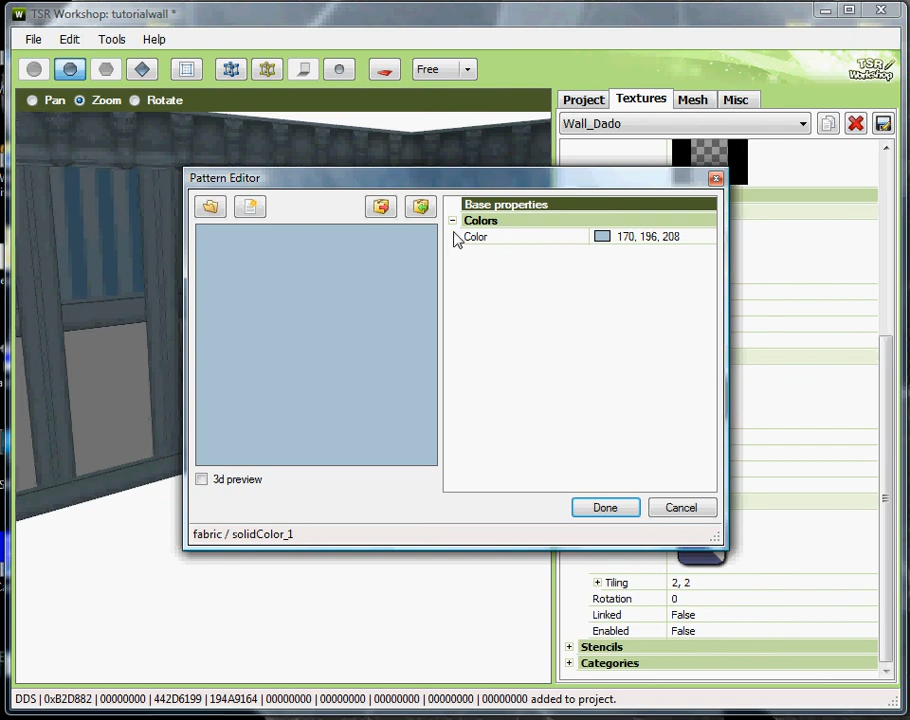 TSR Workshop: tutorialwall *
File Edit Tools Help
Free
TSR
Workshop
Pan Zoom Rotate
Project Textures Mesh Misc
Wall_Dado
Pattern Editor
Base properties
Colors
Color 170, 196, 208
3d preview
Done Cancel
fabric / solidColor_1
Tiling 2, 2
Rotation 0
Linked False
Enabled False
Stencils
Categories
DDS | 0xB2D882 | 00000000 | 442D6199 | 194A9164 | 00000000 | 00000000 | 00000000 | 00000000 | 00000000 added to project.